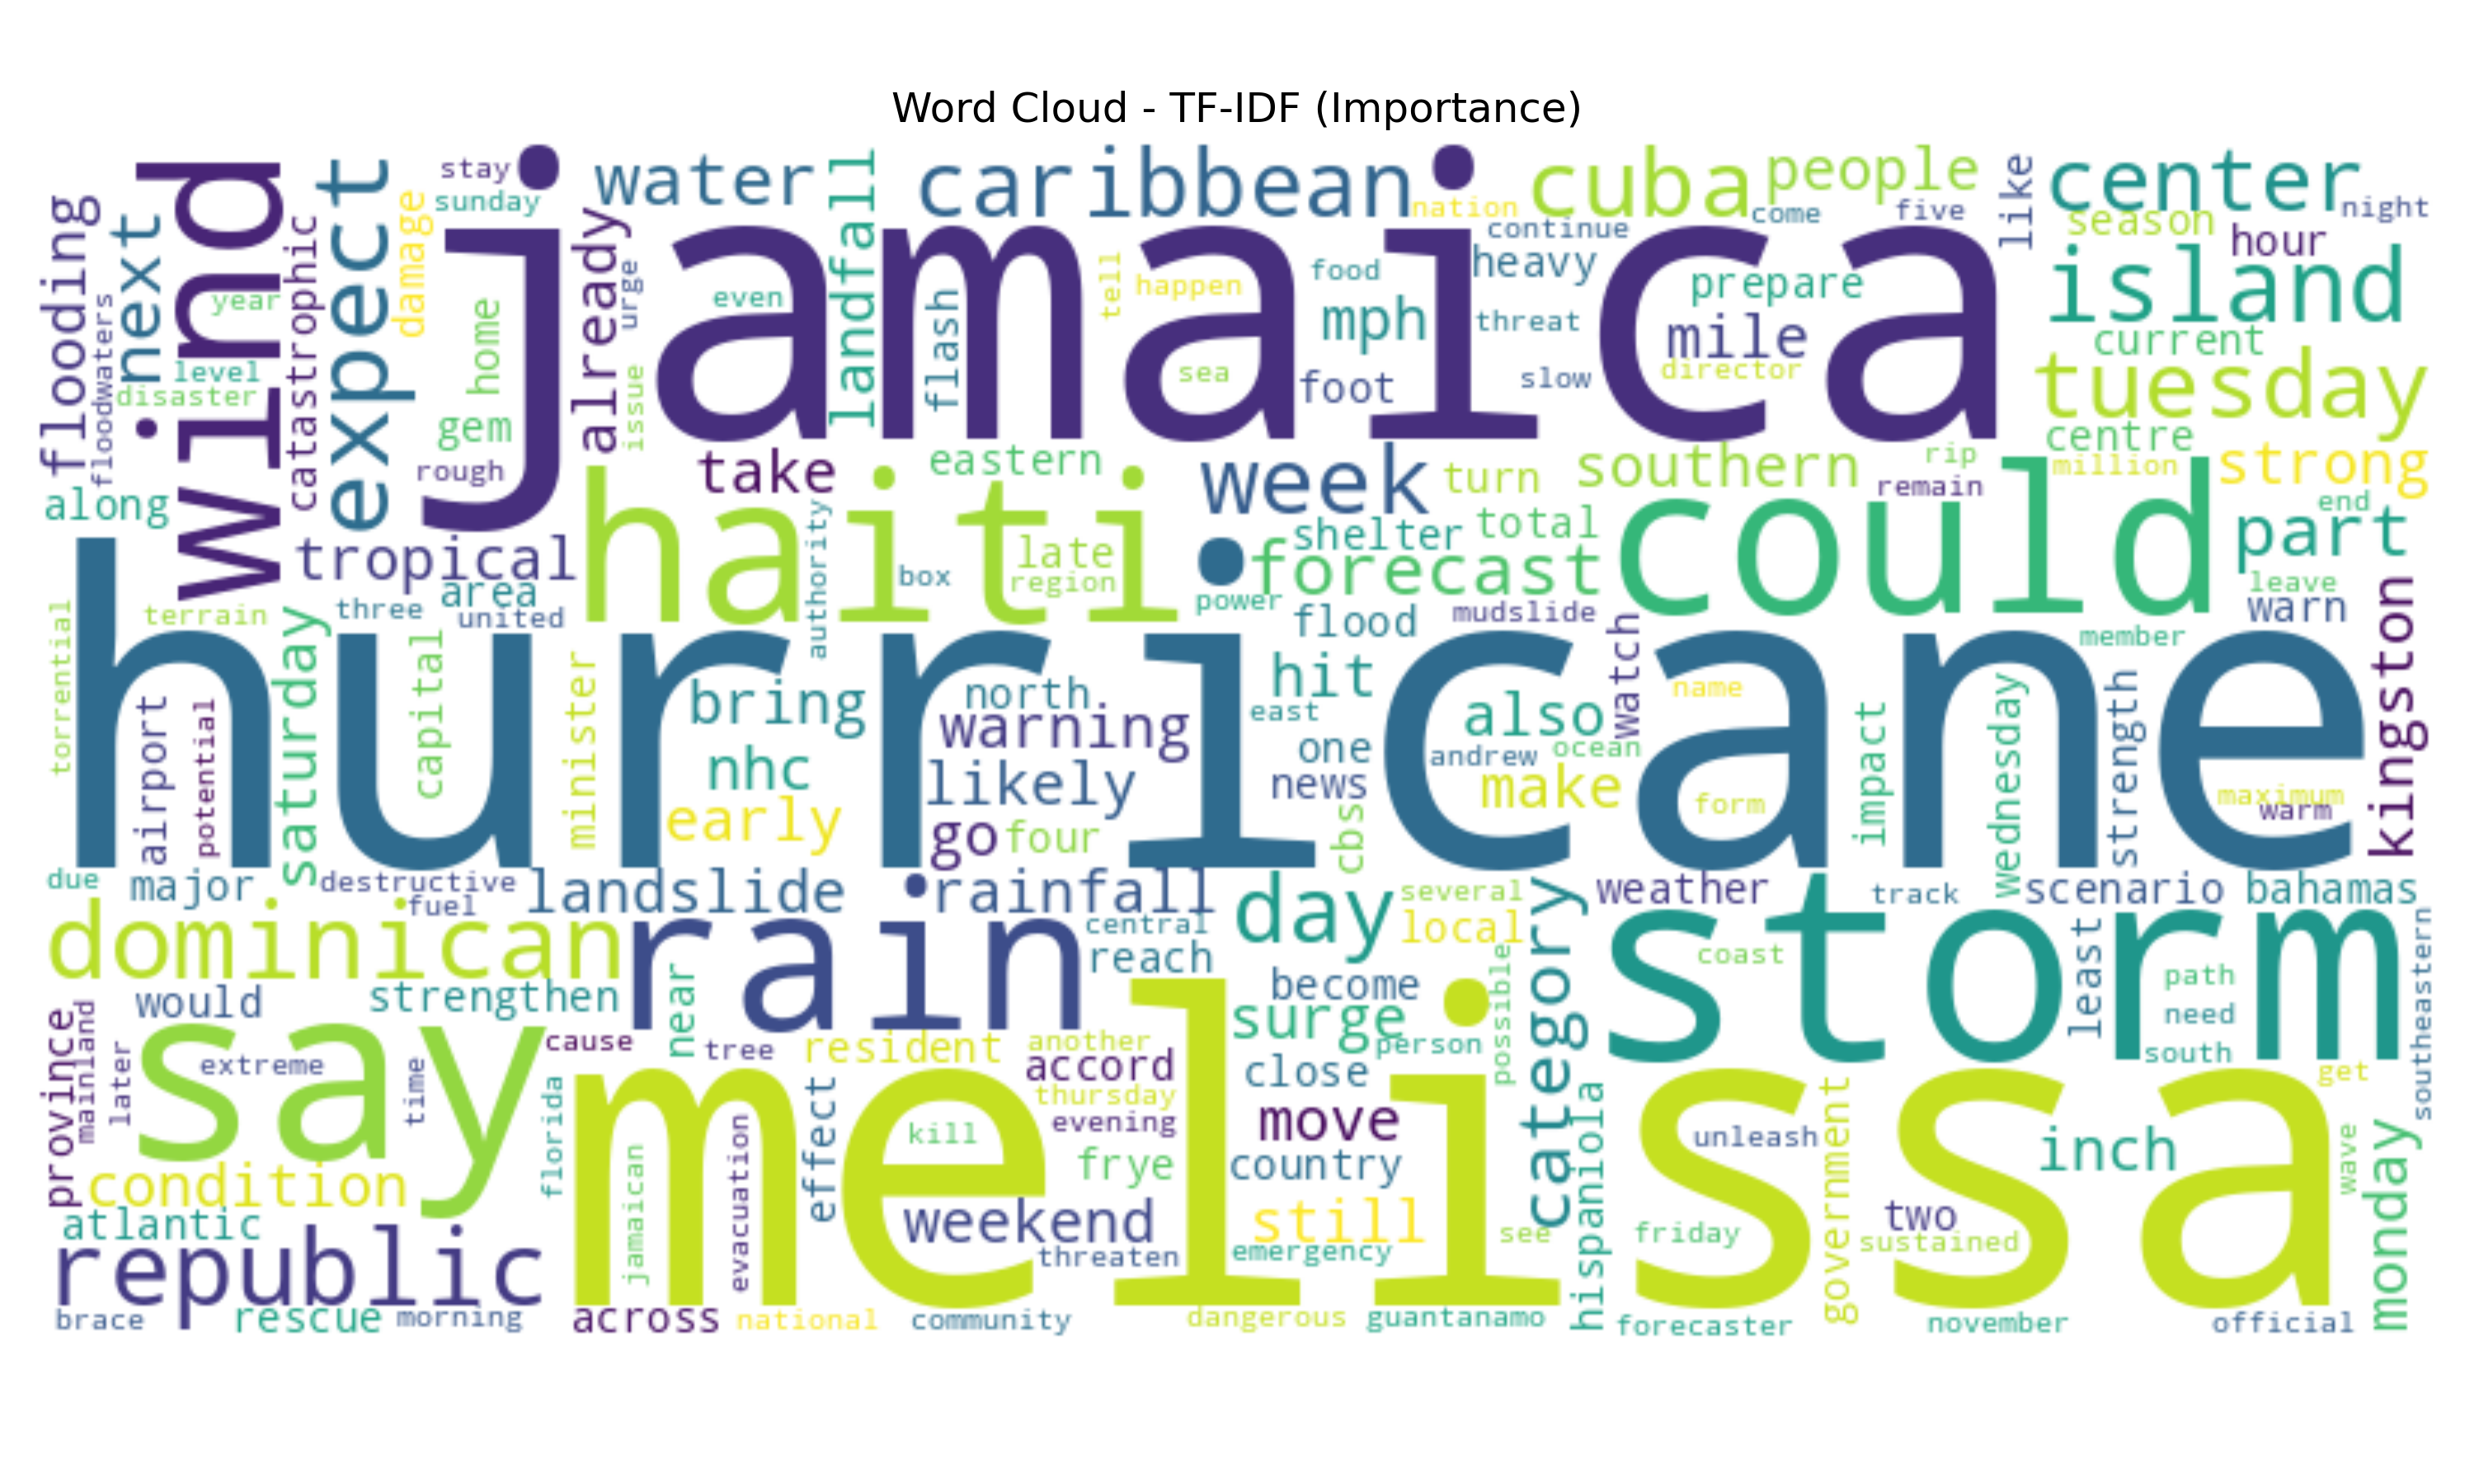 Word Cloud - TF-IDF (Importance)
stay
sunday
water
caribbean
nation
cuba
people
come
five
like
center
night
season
hour
flooding
next
wind
expect
damage
catastrophic
floodwaters
year
level
disaster
home
gem
rough
already
urge
issue
jamaica
even
landfall
flash
tell
happen
sea
food
mph
foot
continue
heavy
threat
slow
prepare
mile
director
island
current
tuesday
centre
million
strong
end
part
leave
warn
along
take
eastern
week
turn
southern
rip
remain
haiti
could
tropical
area
three
united
authority
box
late
region
shelter
total
forecast
power
flood
mudslide
watch
member
kingston
terrain
torrential
saturday
hurricane
airport
potential
capital
minister
bring
nhc
early
north
warning
likely
go
four
hit
east
one
news
cbs
andrew
also
ocean
make
name
form
impact
wednesday
strength
maximum
warm
due
major
destructive
fuel
landslide
rainfall
day
several
local
category
weather
track
scenario
bahamas
dominican
rain
central
reach
storm
coast
least
path
need
south
southeastern
would
strengthen
near
become
surge
person
possible
province
mainland
later
say
extreme
time
cause
tree
resident
another
accord
thursday
evening
close
melissa
florida
jamaican
evacuation
effect
kill
frye
move
country
hispaniola
unleash
government
inch
get
wave
monday
condition
atlantic
republic
weekend
threaten
still
emergency
see
friday
two
sustained
brace
rescue
morning
across
national
community
dangerous
guantanamo
forecaster
november
official